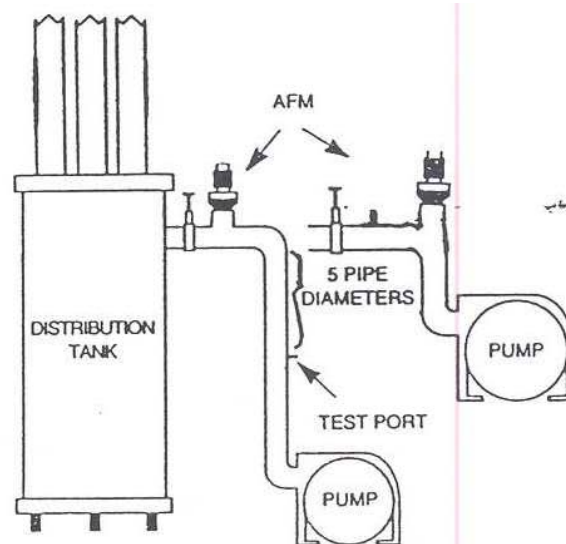 AFM
5 PIPE
DIAMETERS
DISTRIBUTION
TANK
PUMP
TEST PORT
PUMP